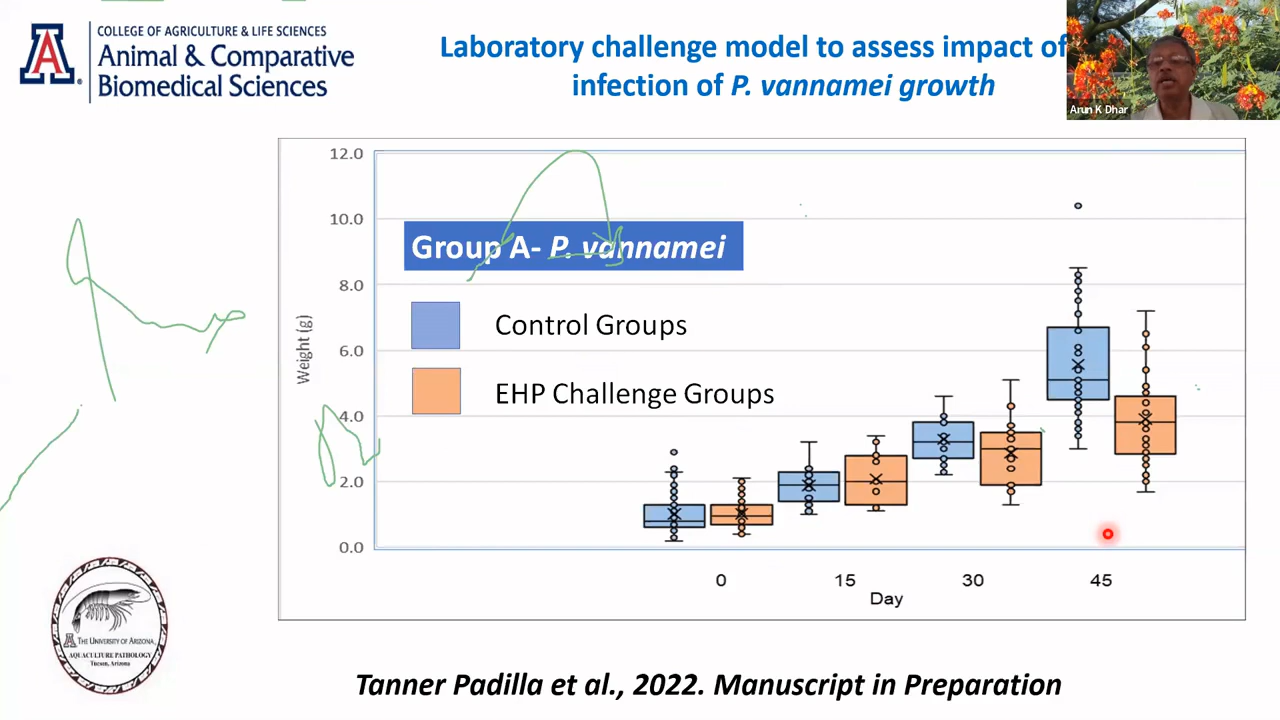 COLLEGE OF AGRICULTURE & LIFE SCIENCES
Animal & Comparative
Biomedical Sciences
A
Laboratory challenge model to assess impact of
infection of P. vannamei growth
Arun K Dhar
12.0
10.0
8.0
6.0
4.0
2.0
0.0
Weight (g)
Group A- P. vannamei
Control Groups
EHP Challenge Groups
0 15 30 45
Day
A THE UNIVERSITY OF ARIZONA
AQUACULTURE PATHOLOGY
Tucson, Arizona
Tanner Padilla et al., 2022. Manuscript in Preparation